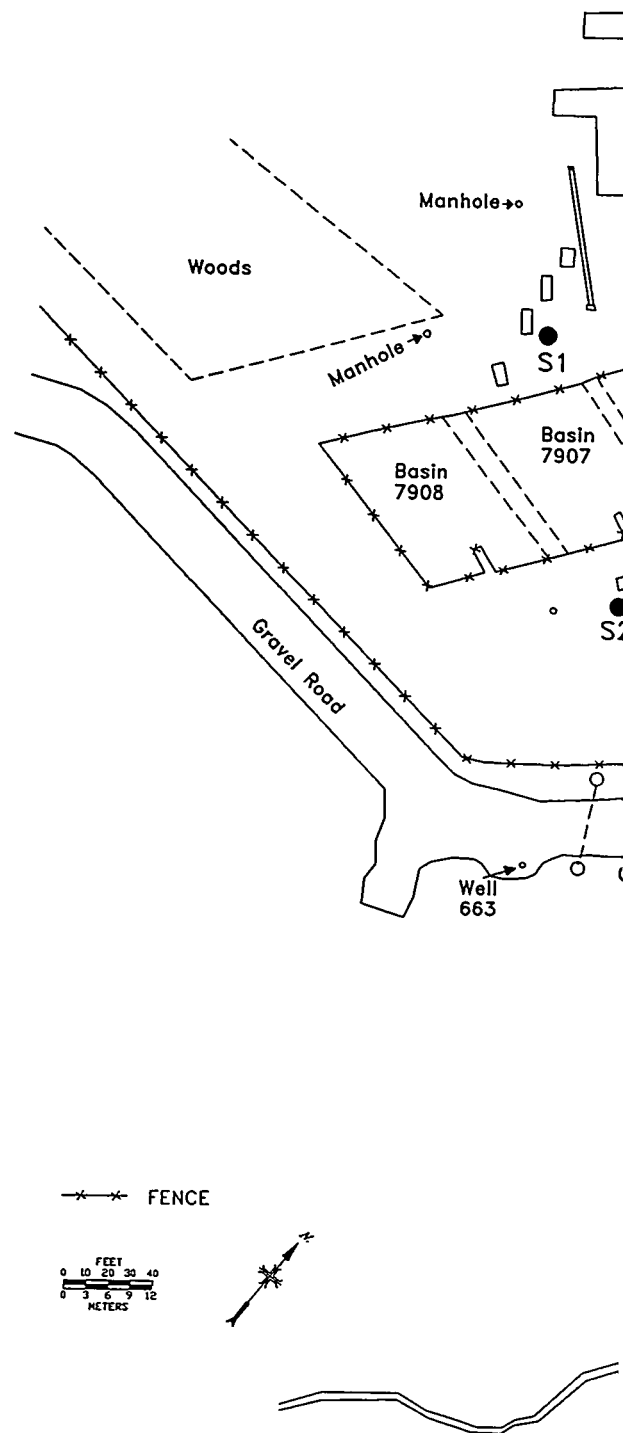 Manhole
Woods
Manhole
S1
Basin
7907
Basin
7908
S2
Gravel Road
Well
663
FENCE
FEET
0 10 20 30 40
0 3 6 9 12
METERS
N.